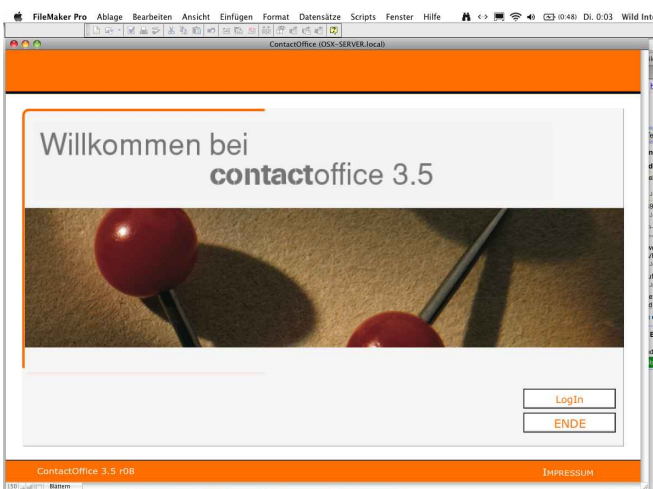 FileMaker Pro Ablage Bearbeiten Ansicht Einfügen Format Datensätze Scripts Fenster Hilfe (0:48) Di. 0:03 Wild
ContactOffice (OSX-SERVER.local)
Willkommen bei
contactoffice 3.5
LogIn
ENDE
ContactOffice 3.5 r08 IMPRESSUM
Blättern